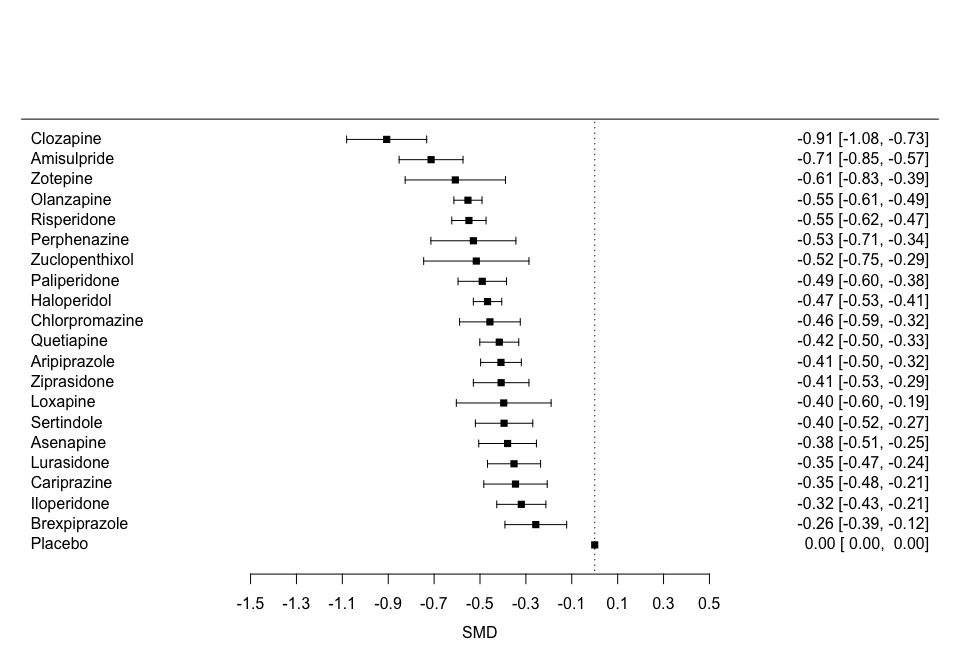 Clozapine -0.91 [-1.08, -0.73]
Amisulpride -0.71 [-0.85, -0.57]
Zotepine -0.61 [-0.83, -0.39]
Olanzapine -0.55 [-0.61, -0.49]
Risperidone -0.55 [-0.62, -0.47]
Perphenazine -0.53 [-0.71, -0.34]
Zuclopenthixol -0.52 [-0.75, -0.29]
Paliperidone -0.49 [-0.60, -0.38]
Haloperidol -0.47 [-0.53, -0.41]
Chlorpromazine -0.46 [-0.59, -0.32]
Quetiapine -0.42 [-0.50, -0.33]
Aripiprazole -0.41 [-0.50, -0.32]
Ziprasidone -0.41 [-0.53, -0.29]
Loxapine -0.40 [-0.60, -0.19]
Sertindole -0.40 [-0.52, -0.27]
Asenapine -0.38 [-0.51, -0.25]
Lurasidone -0.35 [-0.47, -0.24]
Cariprazine -0.35 [-0.48, -0.21]
Iloperidone -0.32 [-0.43, -0.21]
Brexpiprazole -0.26 [-0.39, -0.12]
Placebo 0.00 [ 0.00, 0.00]
-1.5 -1.3 -1.1 -0.9 -0.7 -0.5 -0.3 -0.1 0.1 0.3 0.5
SMD